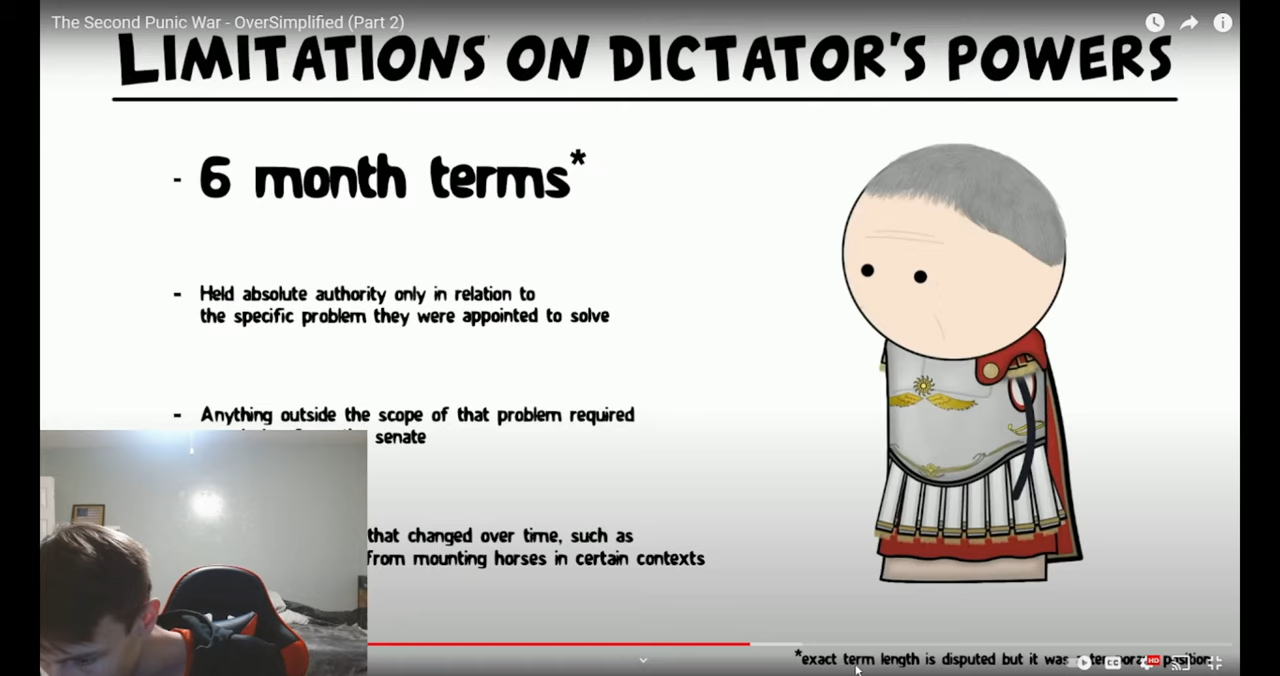 The Second Punic War - OverSimplified (Part 2)
LIMITATIONS ON DICTATOR'S POWERS
- 6 month terms*
- Held absolute authority only in relation to
the specific problem they were appointed to solve
- Anything outside the scope of that problem required
senate
that changed over time, such as
from mounting horses in certain contexts
*exact term length is disputed but it was position
CC
HD